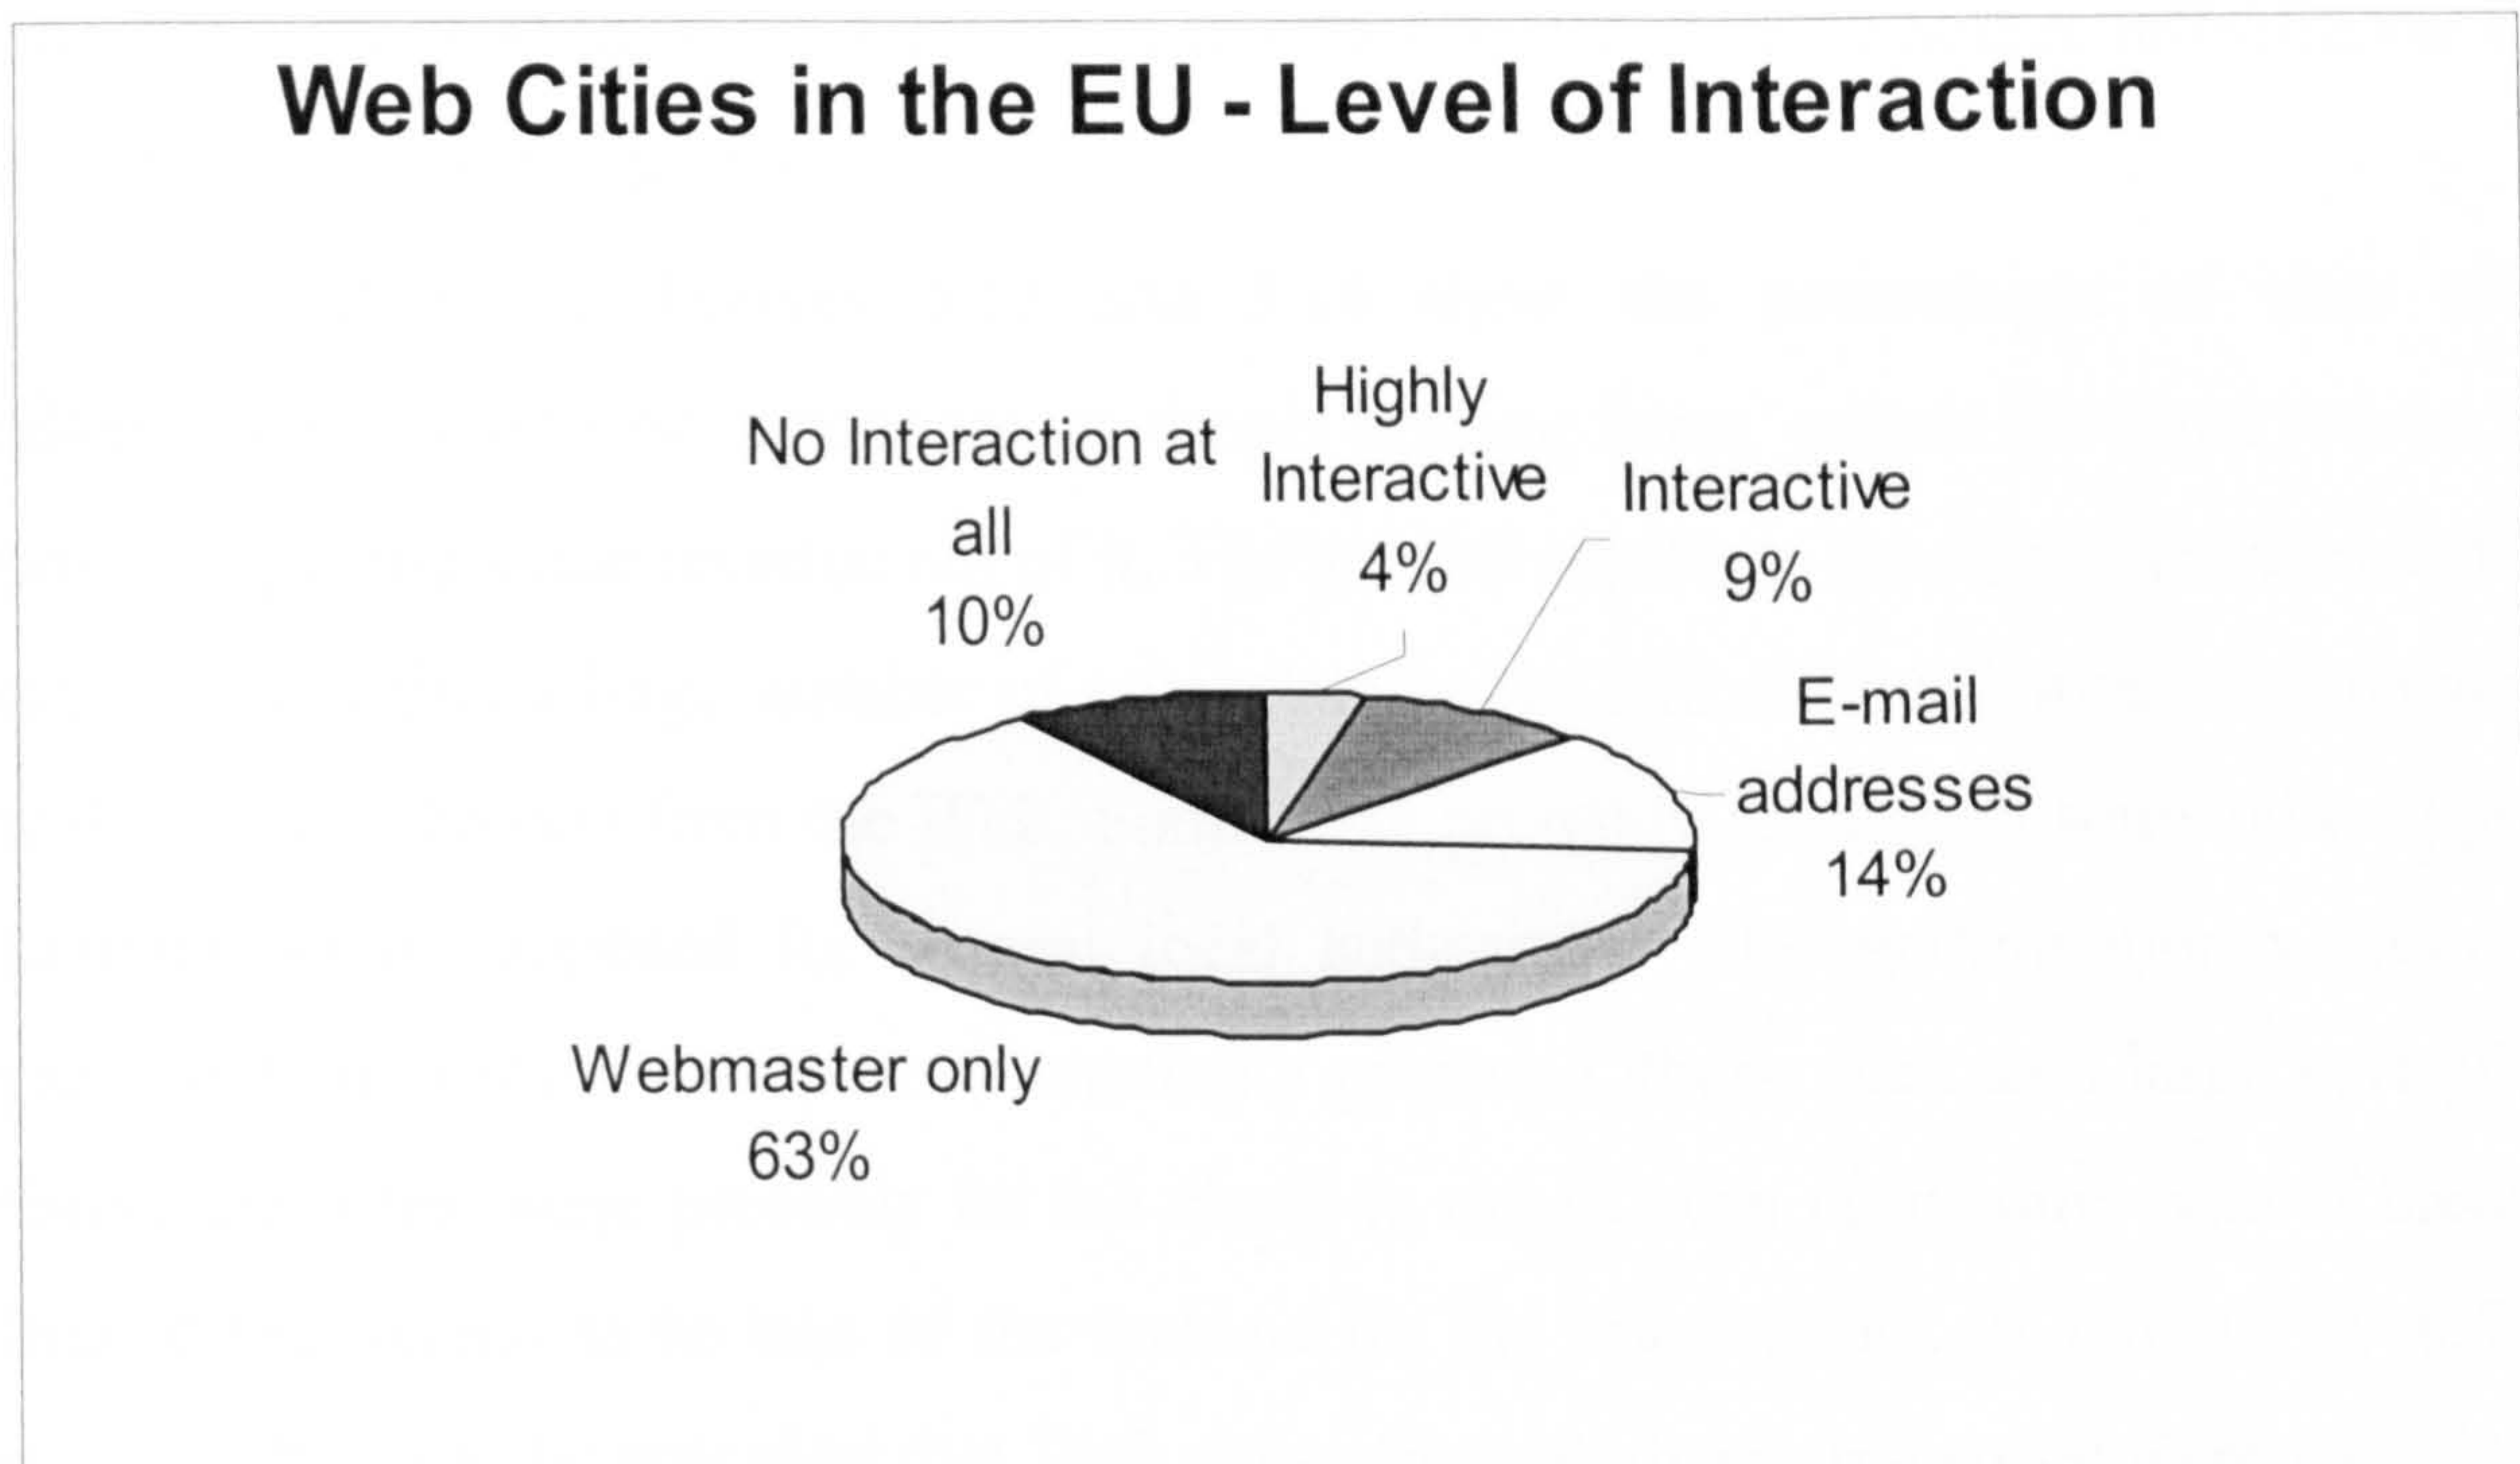 Web Cities in the EU - Level of Interaction
No Interaction at
all
10%
Highly
Interactive
4%
Interactive
9%
E-mail
addresses
14%
Webmaster only
63%